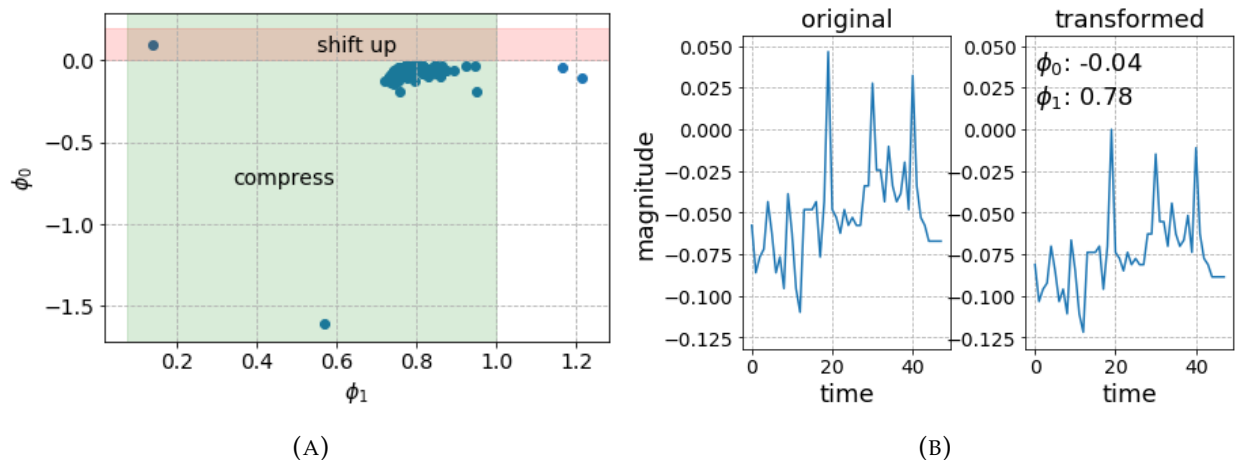 shift up
compress
0.0
−0.5
−1.0
−1.5
ϕ0
0.2 0.4 0.6 0.8 1.0 1.2
ϕ1
(A)
original
0.050
0.025
0.000
−0.025
−0.050
−0.075
−0.100
−0.125
magnitude
0 20 40
time
transformed
ϕ0: -0.04
ϕ1: 0.78
0.050
0.025
0.000
−0.025
−0.050
−0.075
−0.100
−0.125
0 20 40
time
(B)